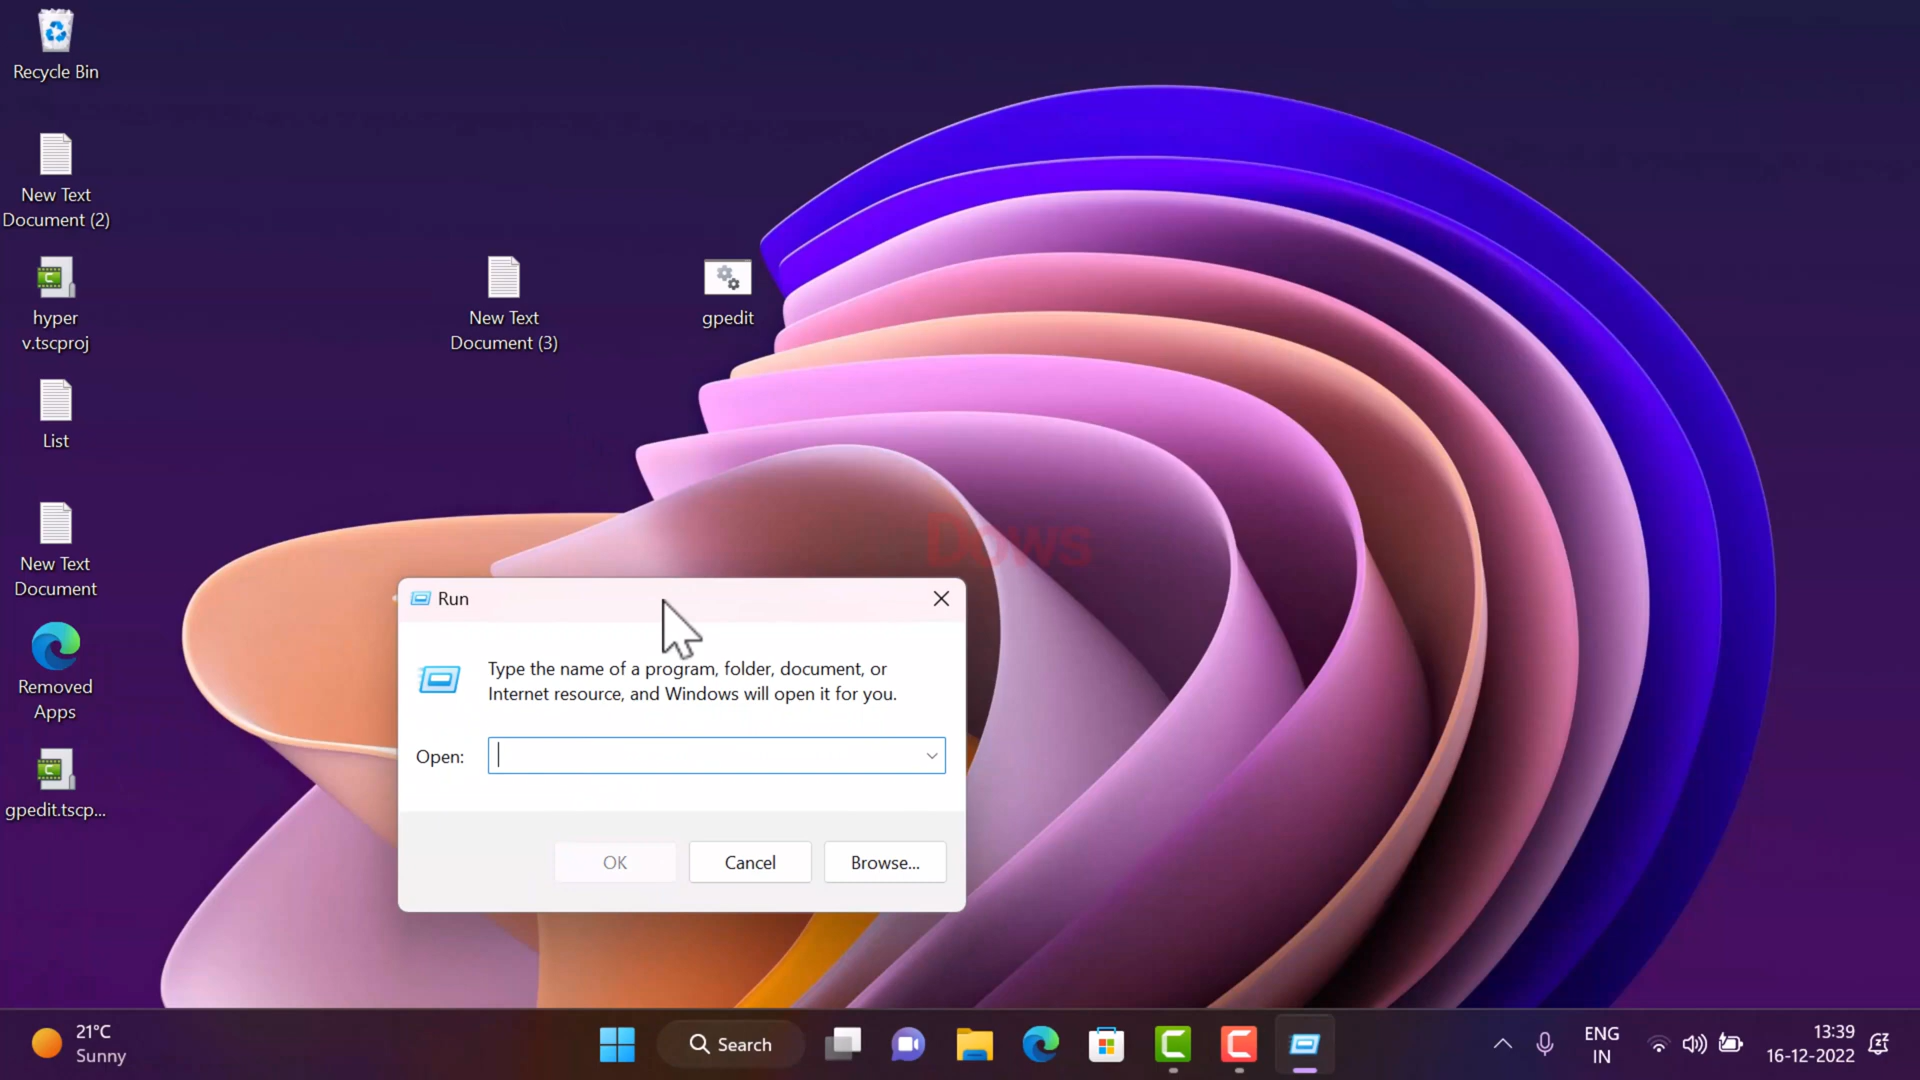 Recycle Bin
New Text
Document (2)
hyper
v.tscproj
List
New Text
Document
Removed
Apps
gpedit.tscp...
New Text
Document (3)
gpedit
Dows
Run
Type the name of a program, folder, document, or
Internet resource, and Windows will open it for you.
Open:
OK
Cancel
Browse...
21°C
Sunny
Search
ENG
IN
13:39
16-12-2022